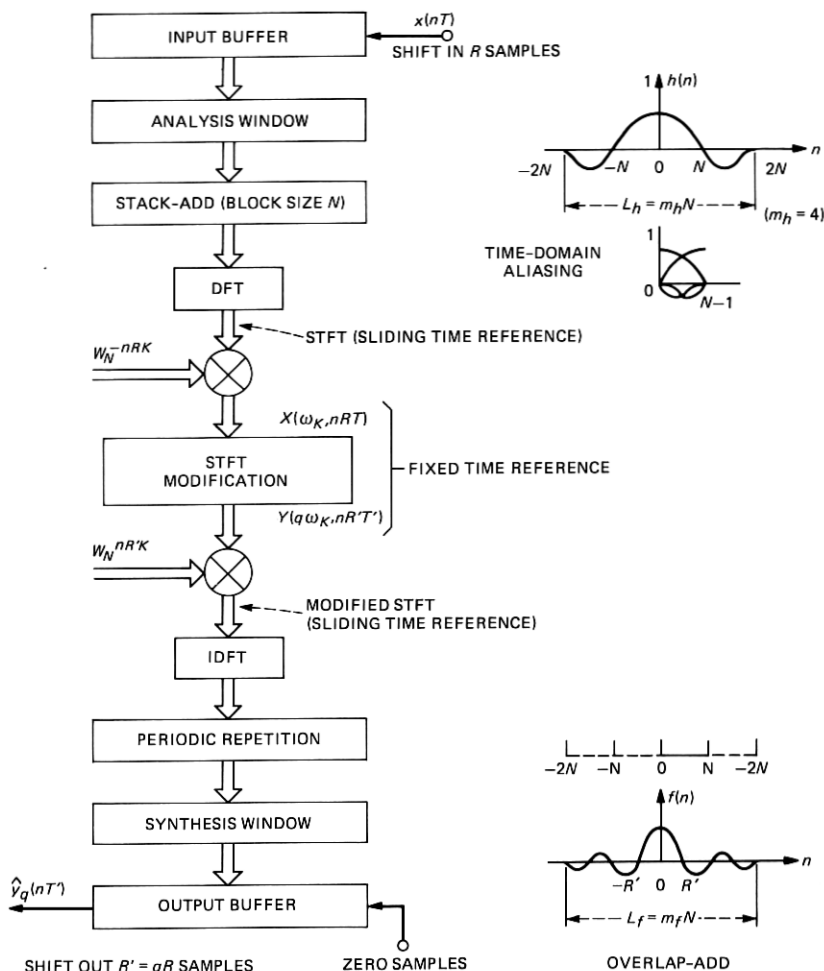 x(nT)
INPUT BUFFER
SHIFT IN R SAMPLES
ANALYSIS WINDOW
STACK-ADD (BLOCK SIZE N)
DFT
STFT (SLIDING TIME REFERENCE)
W_N^-nRK
X(ω_K,nRT)
STFT
MODIFICATION
FIXED TIME REFERENCE
Y(qω_K,nR'T')
W_N^nR'K
MODIFIED STFT
(SLIDING TIME REFERENCE)
IDFT
PERIODIC REPETITION
SYNTHESIS WINDOW
ŷ_q(nT')
OUTPUT BUFFER
SHIFT OUT R' = qR SAMPLES
ZERO SAMPLES
1 h(n)
n
-2N -N 0 N 2N
L_h = m_hN
(m_h = 4)
TIME-DOMAIN
ALIASING
1
0
N-1
-2N -N 0 N -2N
f(n)
n
-R' 0 R'
L_f = m_fN
OVERLAP-ADD